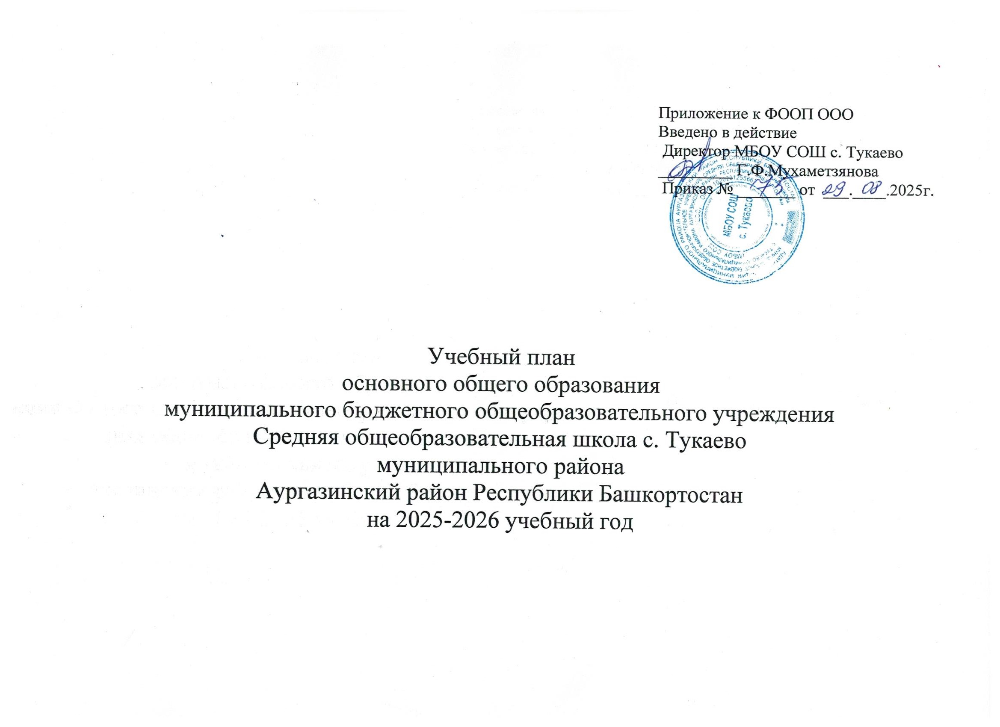 Приложение к ФООП ООО
Введено в действие
Директор МБОУ СОШ с. Тукаево
__________ Г.Ф.Мухаметзянова
Приказ № 175 от 29.08.2025г.
МБОУ СОШ
с. Тукаево
Учебный план
основного общего образования
муниципального бюджетного общеобразовательного учреждения
Средняя общеобразовательная школа с. Тукаево
муниципального района
Аургазинский район Республики Башкортостан
на 2025-2026 учебный год